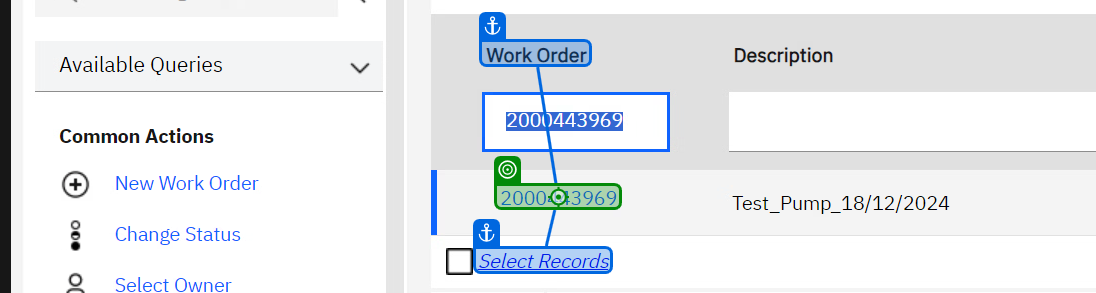 Available Queries
Common Actions
New Work Order
Change Status
Select Owner
Work Order
Description
2000443969
2000443969
Test_Pump_18/12/2024
Select Records